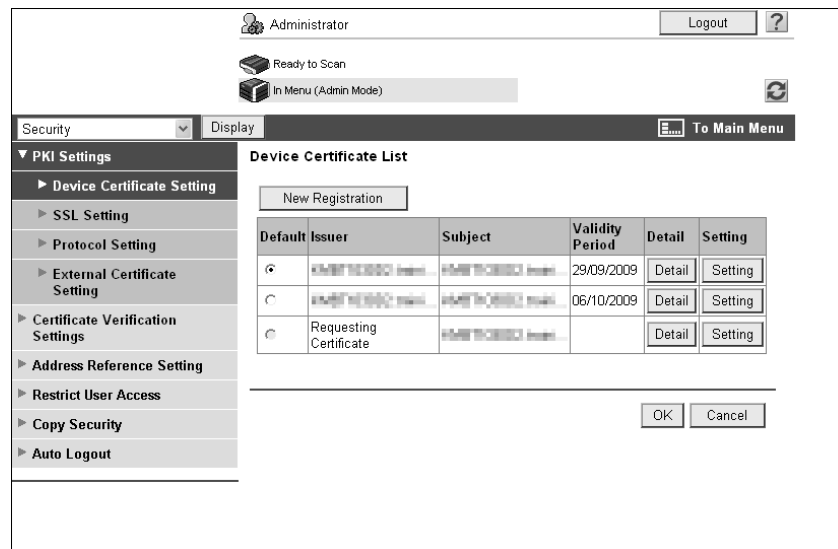 Administrator
Logout
?
Ready to Scan
In Menu (Admin Mode)
Security
Display
To Main Menu
PKI Settings
Device Certificate Setting
SSL Setting
Protocol Setting
External Certificate
Setting
Certificate Verification
Settings
Address Reference Setting
Restrict User Access
Copy Security
Auto Logout
Device Certificate List
New Registration
Default Issuer Subject Validity Period Detail Setting
29/09/2009 Detail Setting
06/10/2009 Detail Setting
Requesting
Certificate
Detail Setting
OK Cancel